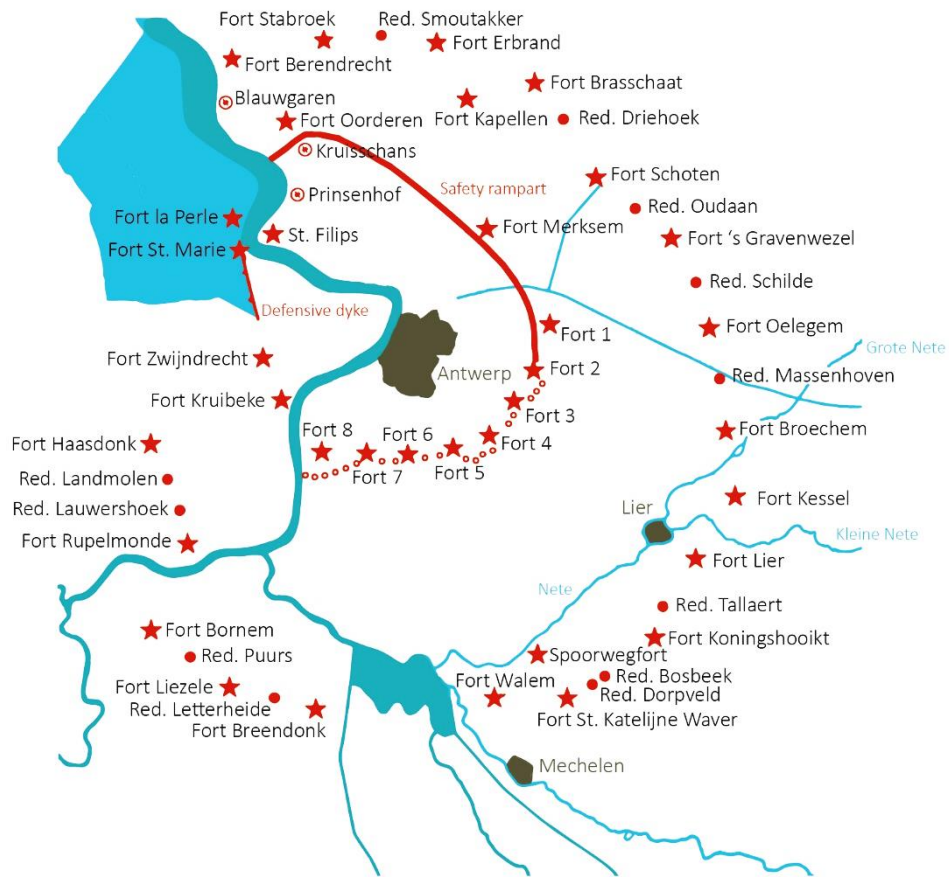 Fort Stabroek
Red. Smoutakker
Fort Erbrand
Fort Berendrecht
Fort Brasschaat
Blauwgaren
Fort Oorderen
Fort Kapellen
Red. Driehoek
Kruisschans
Safety rampart
Fort Schoten
Prinsenhof
Red. Oudaan
Fort la Perle
St. Filips
Fort Merksem
Fort St. Marie
Fort ‘s Gravenwezel
Red. Schilde
Defensive dyke
Fort 1
Fort Oelegem
Grote Nete
Fort Zwijndrecht
Antwerp
Fort 2
Red. Massenhoven
Fort Kruibeke
Fort 3
Fort Haasdonk
Fort 8
Fort 6
Fort 4
Fort Broechem
Fort 7
Fort 5
Red. Landmolen
Fort Kessel
Red. Lauwershoek
Lier
Kleine Nete
Fort Rupelmonde
Fort Lier
Nete
Red. Tallaert
Fort Bornem
Fort Koningshooikt
Red. Puurs
Spoorwegfort
Fort Walem
Red. Bosbeek
Fort Liezele
Red. Dorpveld
Red. Letterheide
Fort St. Katelijne Waver
Fort Breendonk
Mechelen